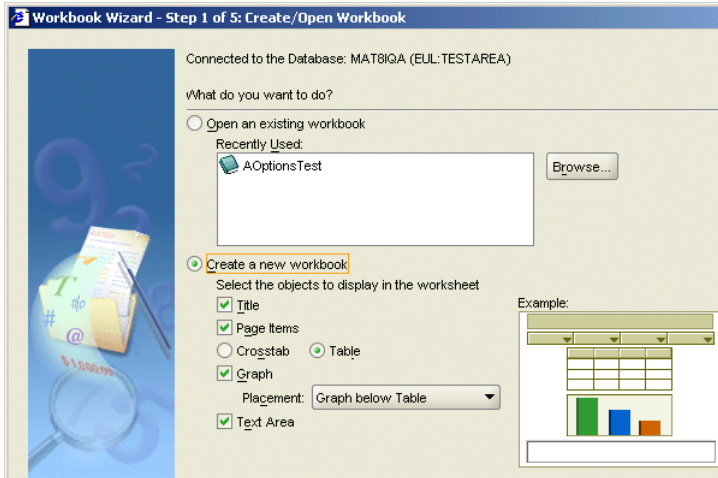 Workbook Wizard - Step 1 of 5: Create/Open Workbook
Connected to the Database: MAT8IQA (EUL:TESTAREA)
What do you want to do?
Open an existing workbook
Recently Used:
AOptionsTest
Browse...
Create a new workbook
Select the objects to display in the worksheet
Title
Example:
Page Items
Crosstab Table
Graph
Placement: Graph below Table
Text Area